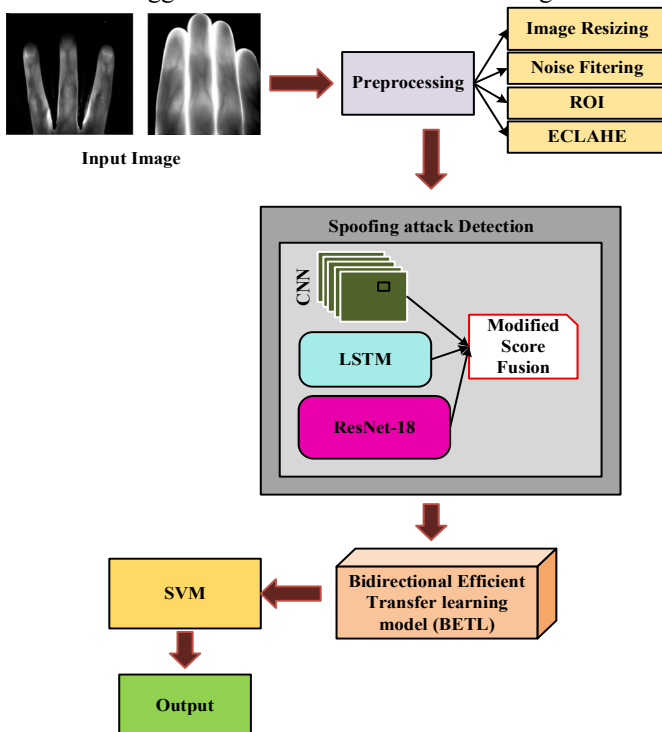 Input Image
Preprocessing
Image Resizing
Noise Fitering
ROI
ECLAHE
Spoofing attack Detection
CNN
LSTM
ResNet-18
Modified
Score
Fusion
Bidirectional Efficient
Transfer learning
model (BETL)
SVM
Output